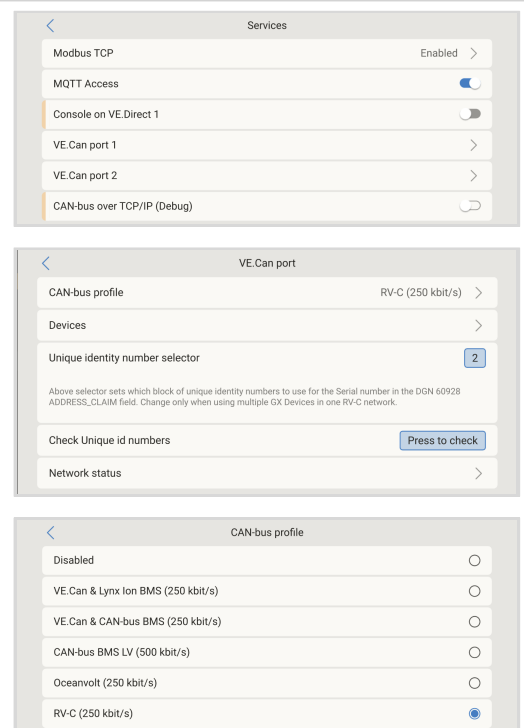 Services
Modbus TCP Enabled
MQTT Access
Console on VE.Direct 1
VE.Can port 1
VE.Can port 2
CAN-bus over TCP/IP (Debug)
VE.Can port
CAN-bus profile RV-C (250 kbit/s)
Devices
Unique identity number selector 2
Above selector sets which block of unique identity numbers to use for the Serial number in the DGN 60928
ADDRESS_CLAIM field. Change only when using multiple GX Devices in one RV-C network.
Check Unique id numbers Press to check
Network status
CAN-bus profile
Disabled
VE.Can & Lynx Ion BMS (250 kbit/s)
VE.Can & CAN-bus BMS (250 kbit/s)
CAN-bus BMS LV (500 kbit/s)
Oceanvolt (250 kbit/s)
RV-C (250 kbit/s)